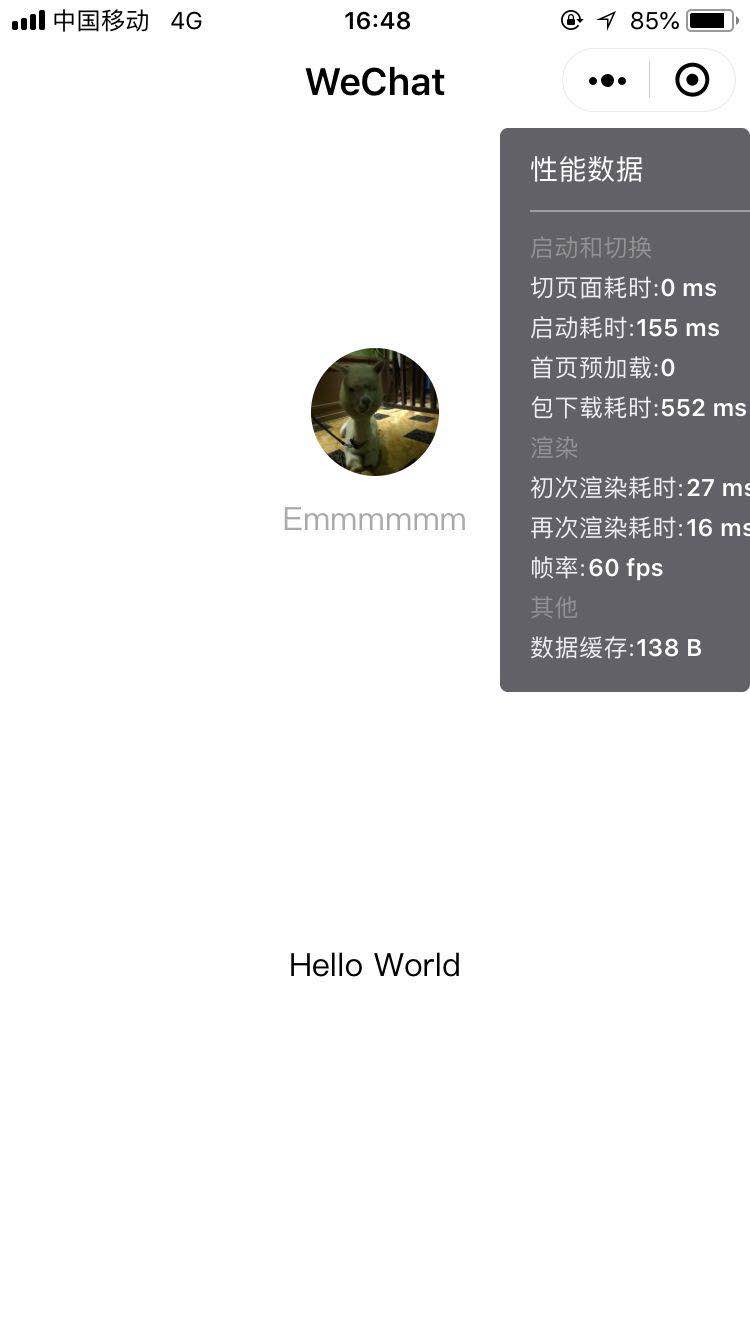 中国移动 4G 16:48 85%
WeChat
性能数据
启动和切换
切页面耗时:0 ms
启动耗时:155 ms
首页预加载:0
包下载耗时:552 ms
渲染
初次渲染耗时:27 ms
再次渲染耗时:16 ms
帧率:60 fps
其他
数据缓存:138 B
Emmmmmm
Hello World